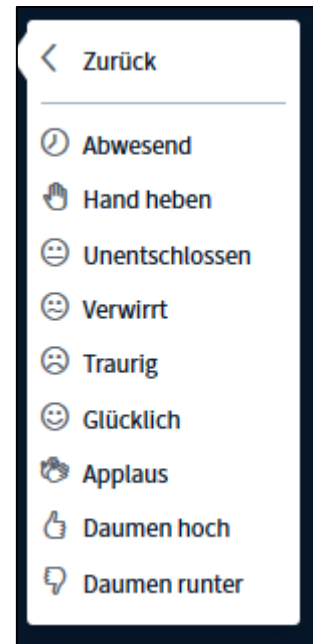 Zurück
Abwesend
Hand heben
Unentschlossen
Verwirrt
Traurig
Glücklich
Applaus
Daumen hoch
Daumen runter